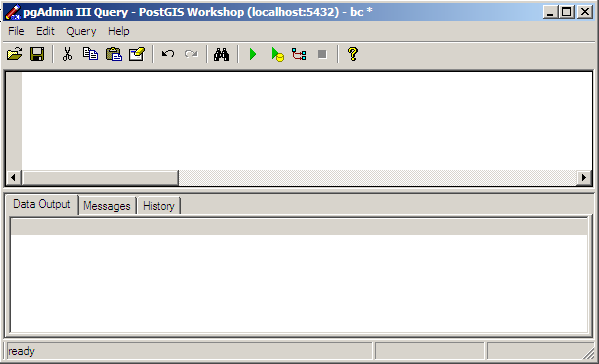 pgAdmin III Query - PostGIS Workshop (localhost:5432) - bc *
File Edit Query Help
Data Output Messages History
ready